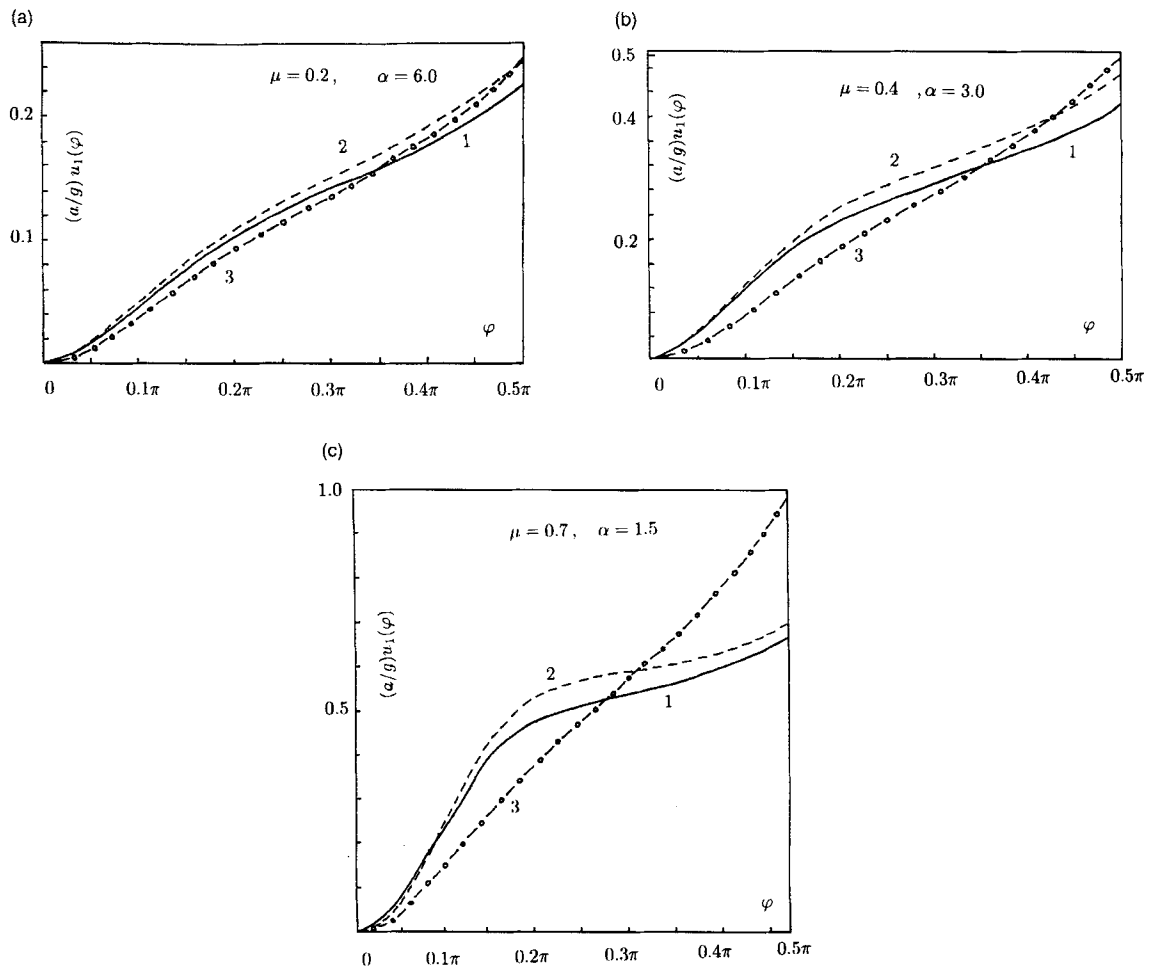 (a)
μ = 0.2, α = 6.0
(a/g) u₁(φ)
0.2
0.1
1
2
3
φ
0 0.1π 0.2π 0.3π 0.4π 0.5π
(b)
μ = 0.4 , α = 3.0
(a/g) u₁(φ)
0.5
0.4
0.2
1
2
3
φ
0 0.1π 0.2π 0.3π 0.4π 0.5π
(c)
μ = 0.7, α = 1.5
(a/g)u₁(φ)
1.0
0.5
1
2
3
φ
0 0.1π 0.2π 0.3π 0.5π